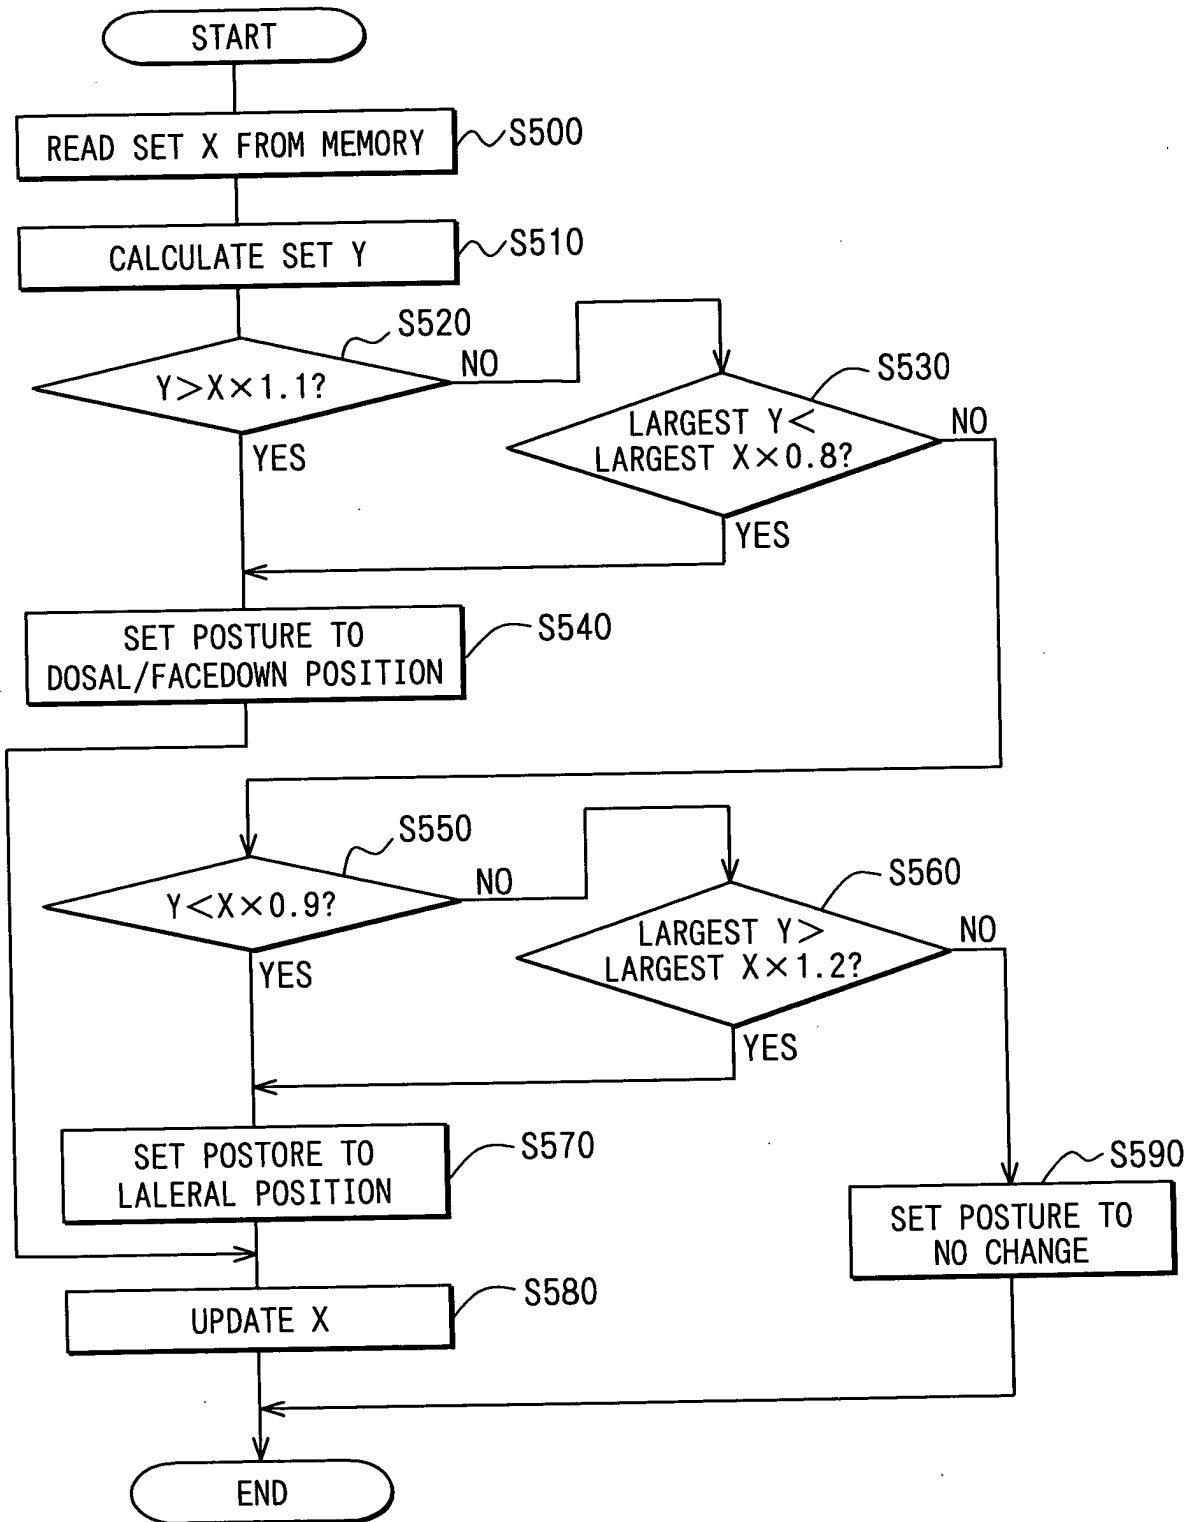 START
READ SET X FROM MEMORY
S500
CALCULATE SET Y
S510
S520
Y>X×1.1?
NO
YES
S530
LARGEST Y<
LARGEST X×0.8?
NO
YES
SET POSTURE TO
DOSAL/FACEDOWN POSITION
S540
S550
Y<X×0.9?
NO
YES
S560
LARGEST Y>
LARGEST X×1.2?
NO
YES
SET POSTORE TO
LALERAL POSITION
S570
S590
SET POSTURE TO
NO CHANGE
UPDATE X
S580
END